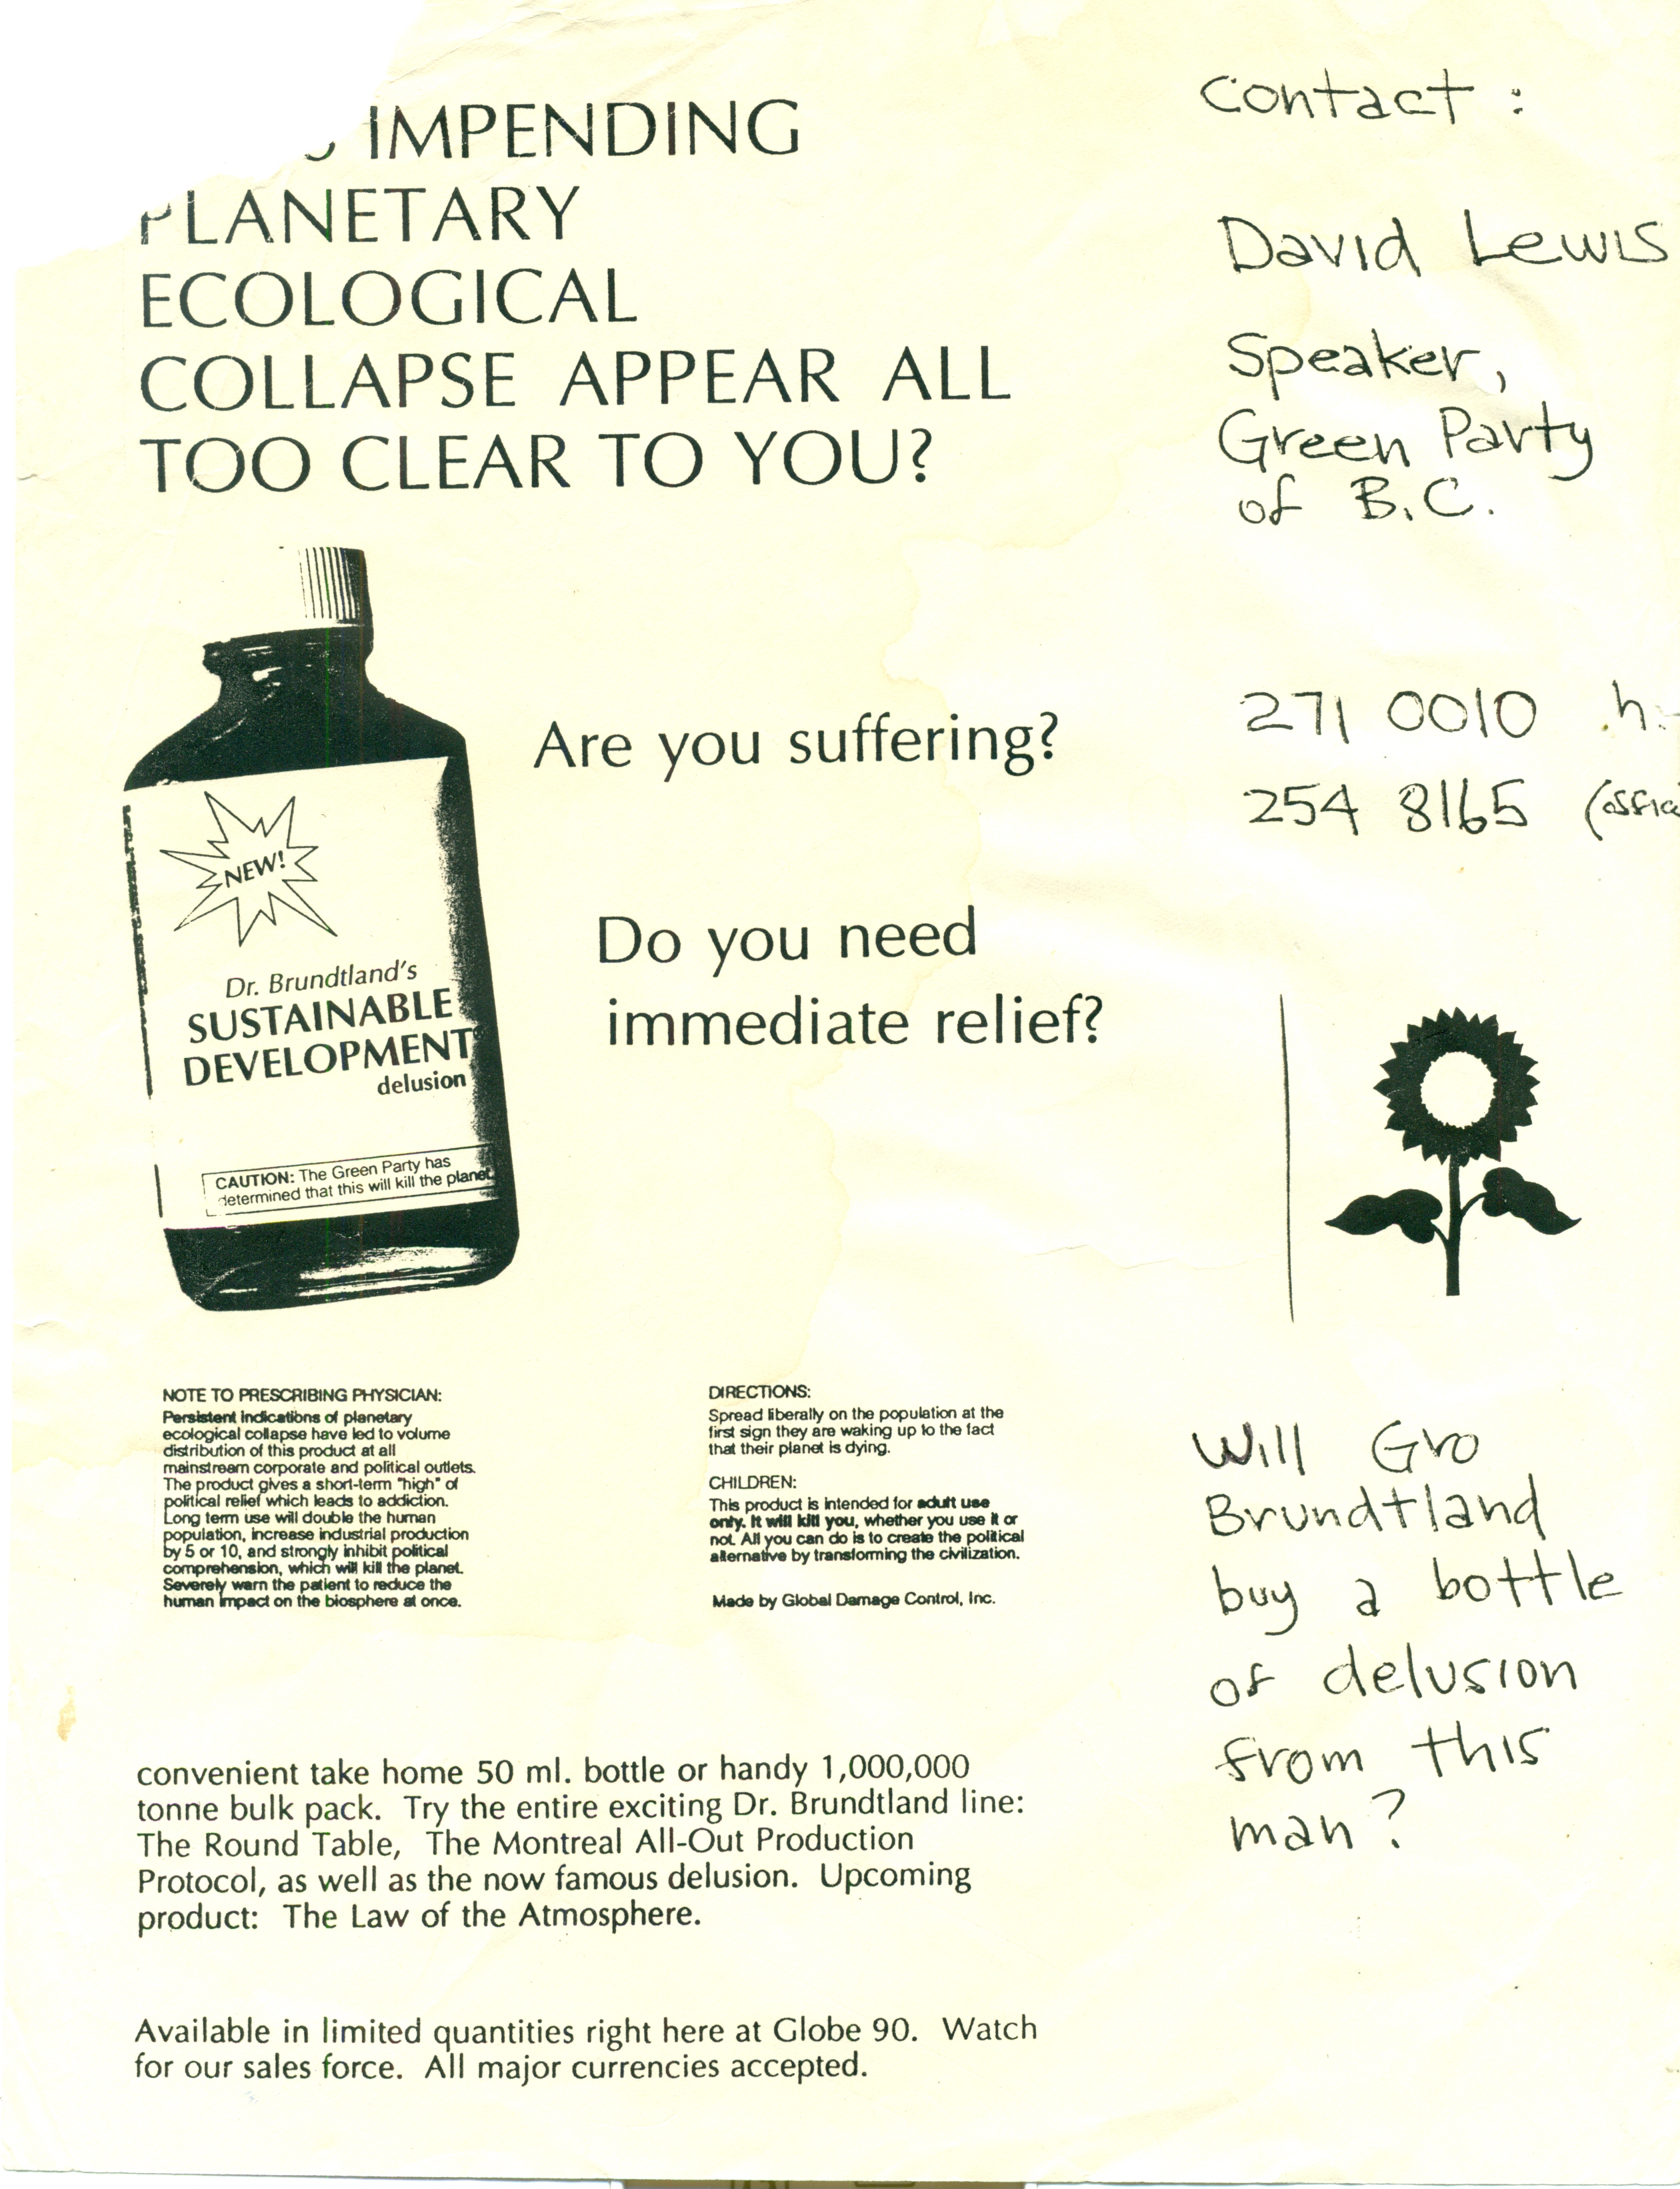 IMPENDING
PLANETARY
ECOLOGICAL
COLLAPSE APPEAR ALL
TOO CLEAR TO YOU?
Are you suffering?
Do you need
immediate relief?
NEW!
Dr. Brundtland's
SUSTAINABLE
DEVELOPMENT
delusion
CAUTION: The Green Party has
determined that this will kill the planet.
NOTE TO PRESCRIBING PHYSICIAN:
Persistent indications of planetary
ecological collapse have led to volume
distribution of this product at all
mainstream corporate and political outlets.
The product gives a short-term "high" of
political relief which leads to addiction.
Long term use will double the human
population, increase industrial production
by 5 or 10, and strongly inhibit political
comprehension, which will kill the planet.
Severely warn the patient to reduce the
human impact on the biosphere at once.
DIRECTIONS:
Spread liberally on the population at the
first sign they are waking up to the fact
that their planet is dying.
CHILDREN:
This product is intended for adult use
only. It will kill you, whether you use it or
not. All you can do is to create the political
alternative by transforming the civilization.
Made by Global Damage Control, Inc.
convenient take home 50 ml. bottle or handy 1,000,000
tonne bulk pack. Try the entire exciting Dr. Brundtland line:
The Round Table, The Montreal All-Out Production
Protocol, as well as the now famous delusion. Upcoming
product: The Law of the Atmosphere.
Available in limited quantities right here at Globe 90. Watch
for our sales force. All major currencies accepted.
Contact:
David Lewis
Speaker,
Green Party
of B.C.
271 0010 h.
254 8165
Will Gro
Brundtland
buy a bottle
of delusion
from this
man?